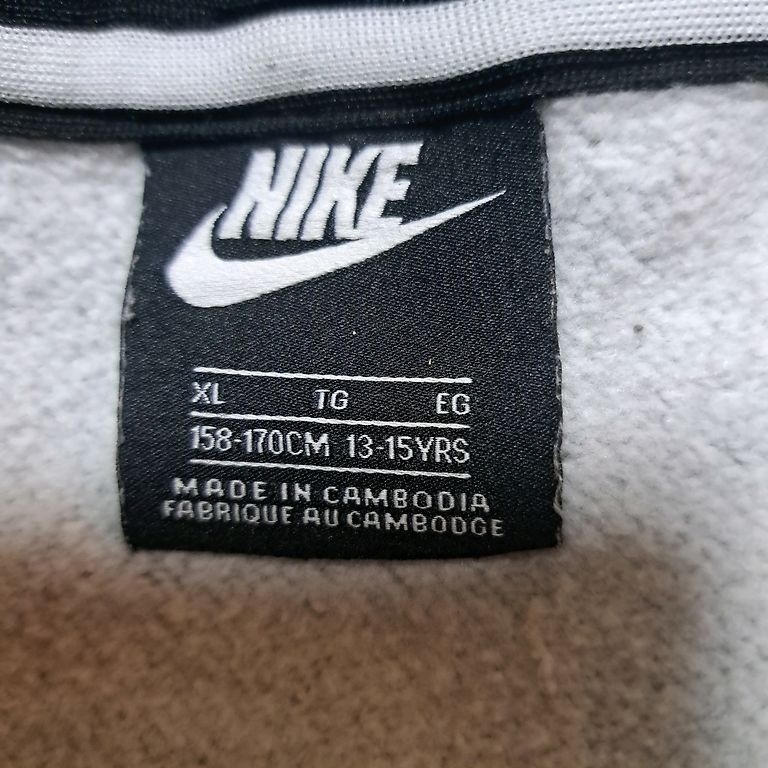 NIKE
XL TG EG
158-170CM 13-15YRS
MADE IN CAMBODIA
FABRIQUE AU CAMBODGE